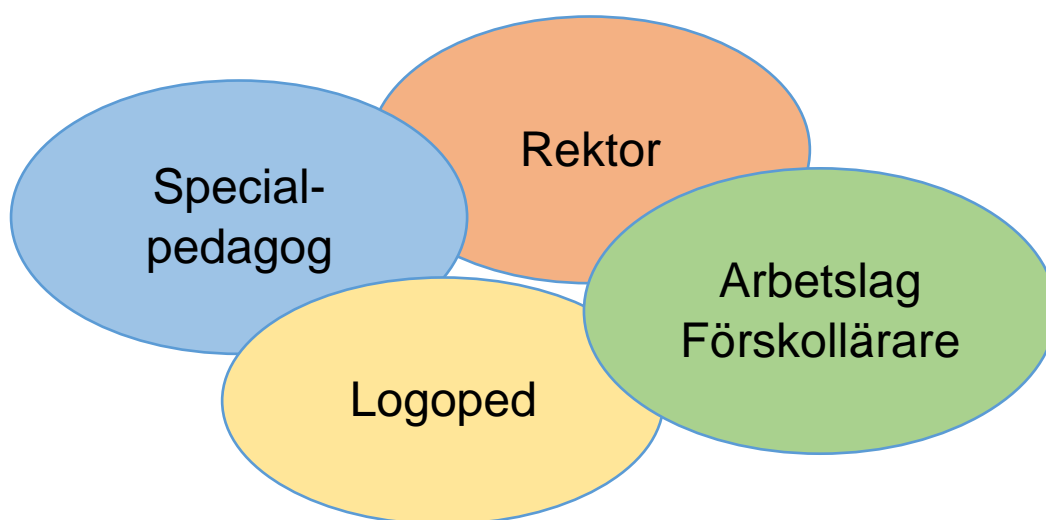 Rektor
Special-
pedagog
Arbetslag
Förskollärare
Logoped